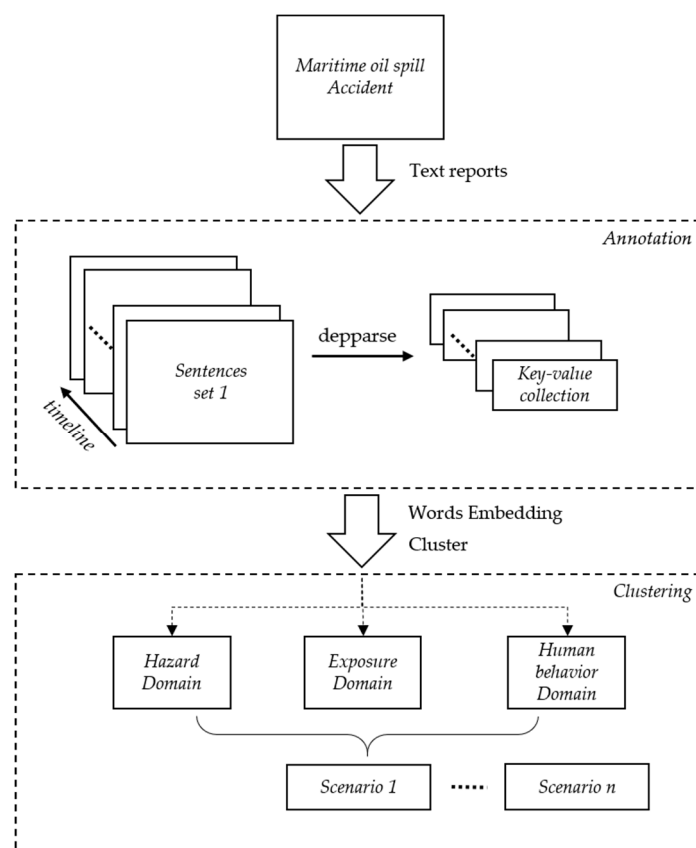 Maritime oil spill
Accident
Text reports
Annotation
Sentences
set 1
timeline
depparse
Key-value
collection
Words Embedding
Cluster
Clustering
Hazard
Domain
Exposure
Domain
Human
behavior
Domain
Scenario 1
Scenario n